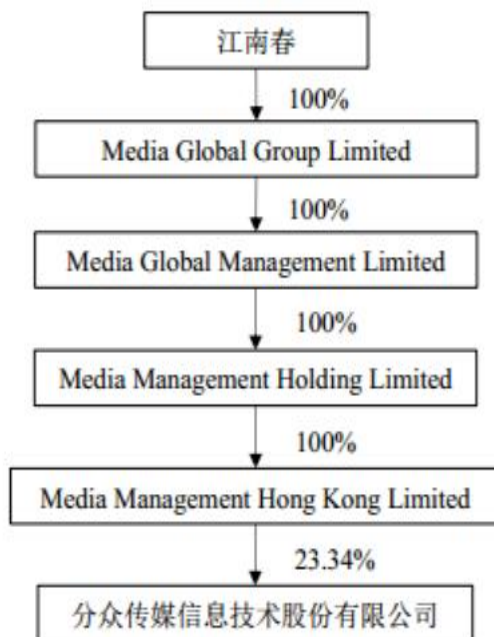 江南春
100%
Media Global Group Limited
100%
Media Global Management Limited
100%
Media Management Holding Limited
100%
Media Management Hong Kong Limited
23.34%
分众传媒信息技术股份有限公司